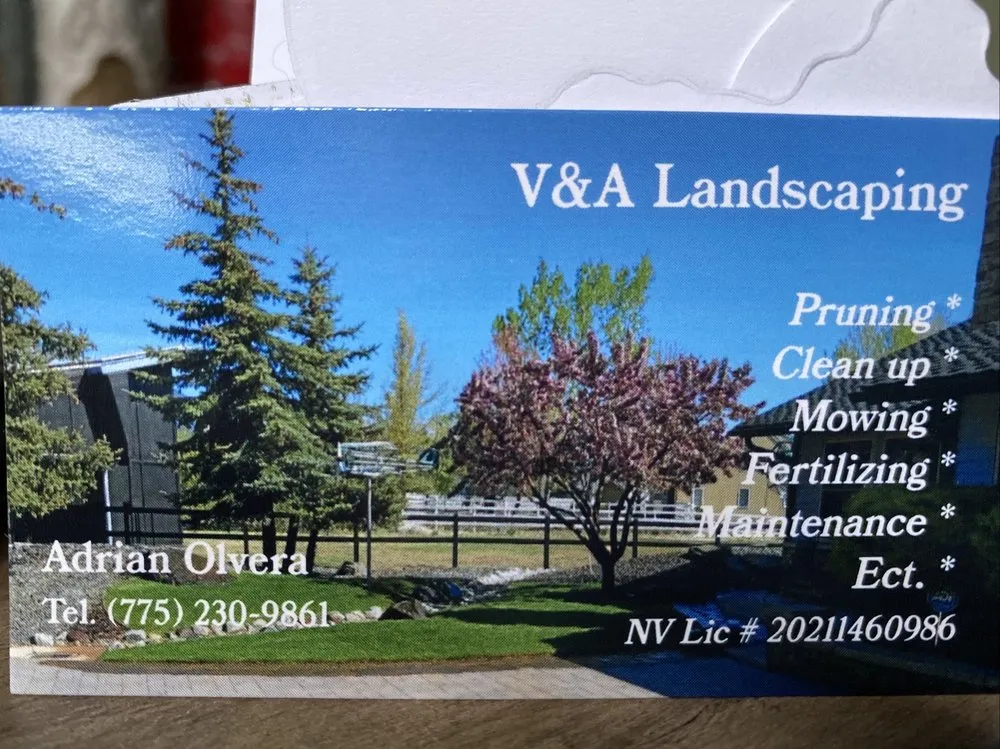 V&A Landscaping
Pruning *
Clean up *
Mowing *
Fertilizing *
Maintenance *
Ect. *
Adrian Olvera
Tel. (775) 230-9861
NV Lic # 20211460986